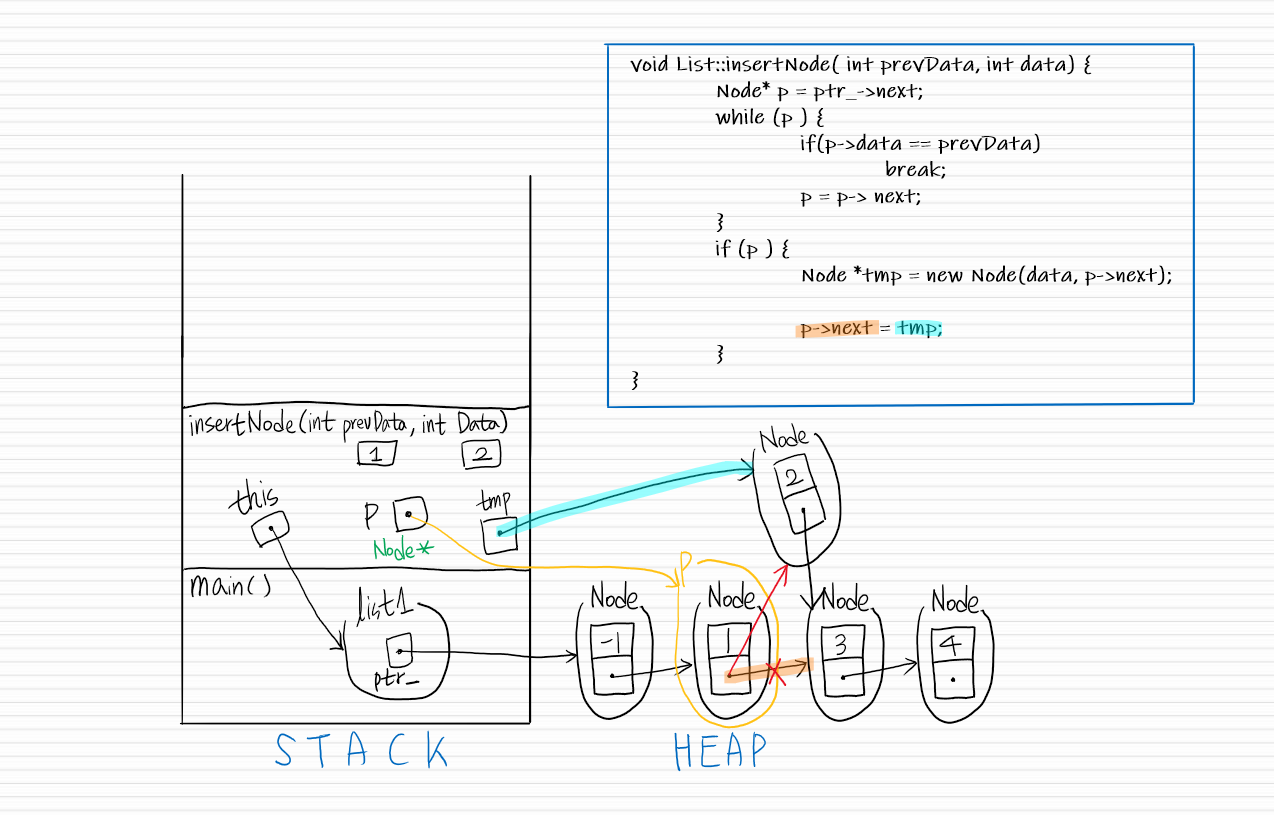 void List::insertNode( int prevData, int data) {
Node* p = ptr_->next;
while (p ) {
if(p->data == prevData)
break;
p = p-> next;
}
if (p ) {
Node *tmp = new Node(data, p->next);
p->next = tmp;
}
}
insertNode(int prevData, int Data)
1 2
this
p
tmp
Node*
main()
list1
ptr_
Node
2
p
Node Node Node Node
-1 1 3 4
STACK HEAP